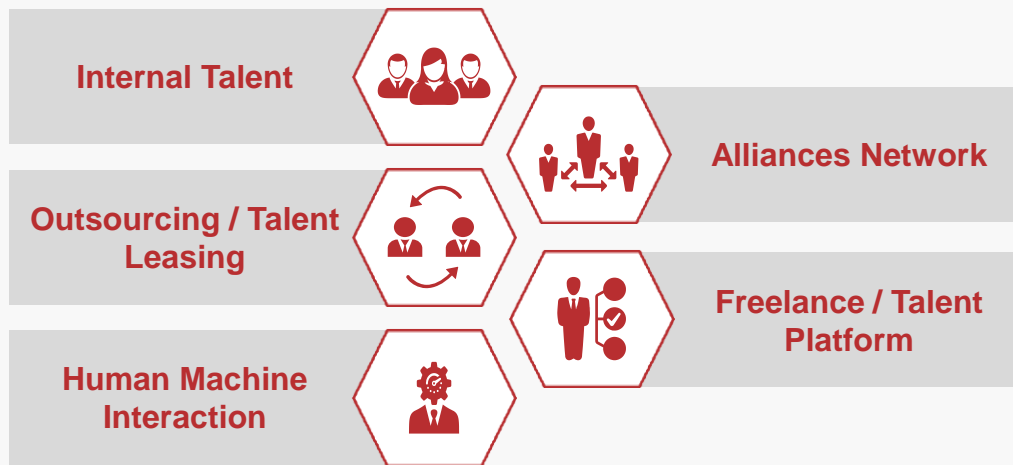 Internal Talent
Alliances Network
Outsourcing / Talent
Leasing
Freelance / Talent
Platform
Human Machine
Interaction